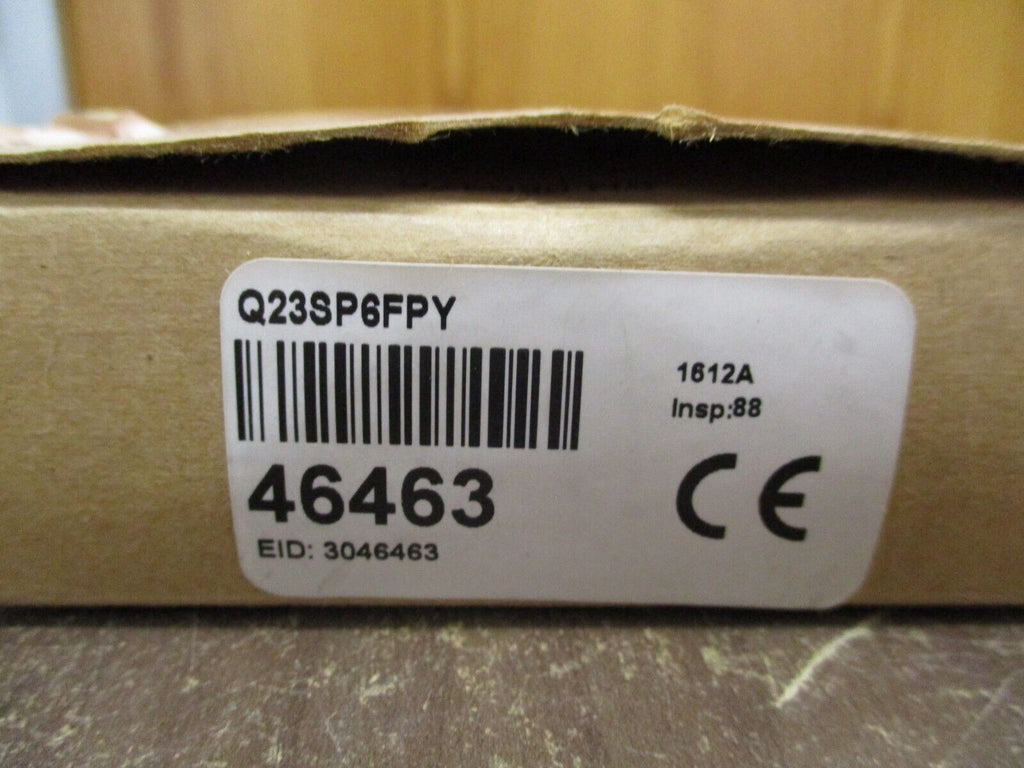 Q23SP6FPY
46463
EID: 3046463
1612A
Insp:88
CE